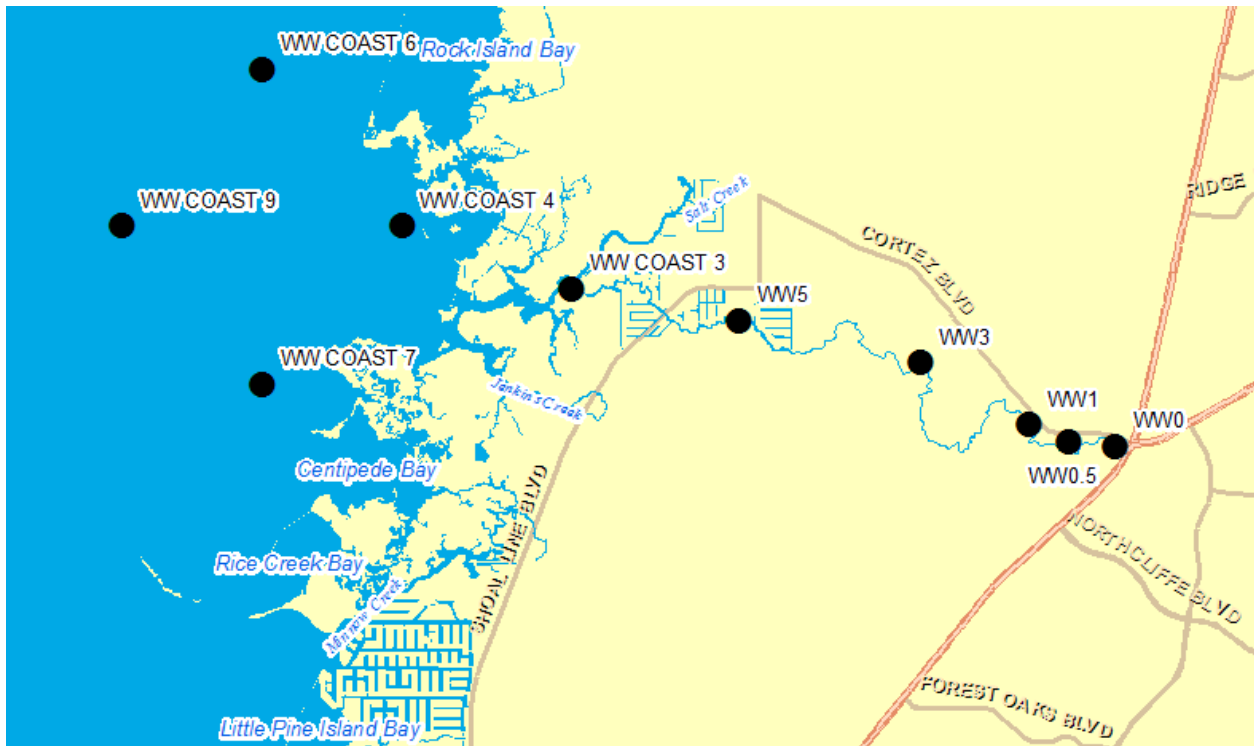 WW COAST 6
Rock Island Bay
WW COAST 9
WW COAST 4
Salt Creek
RIDGE
CORTEZ BLVD
WW COAST 3
WW5
WW3
WW COAST 7
Jenkin's Creek
WW1
WW0
WW0.5
Centipede Bay
SHOAL LINE BLVD
NORTHCLIFFE BLVD
Rice Creek Bay
Minnow Creek
FOREST OAKS BLVD
Little Pine Island Bay